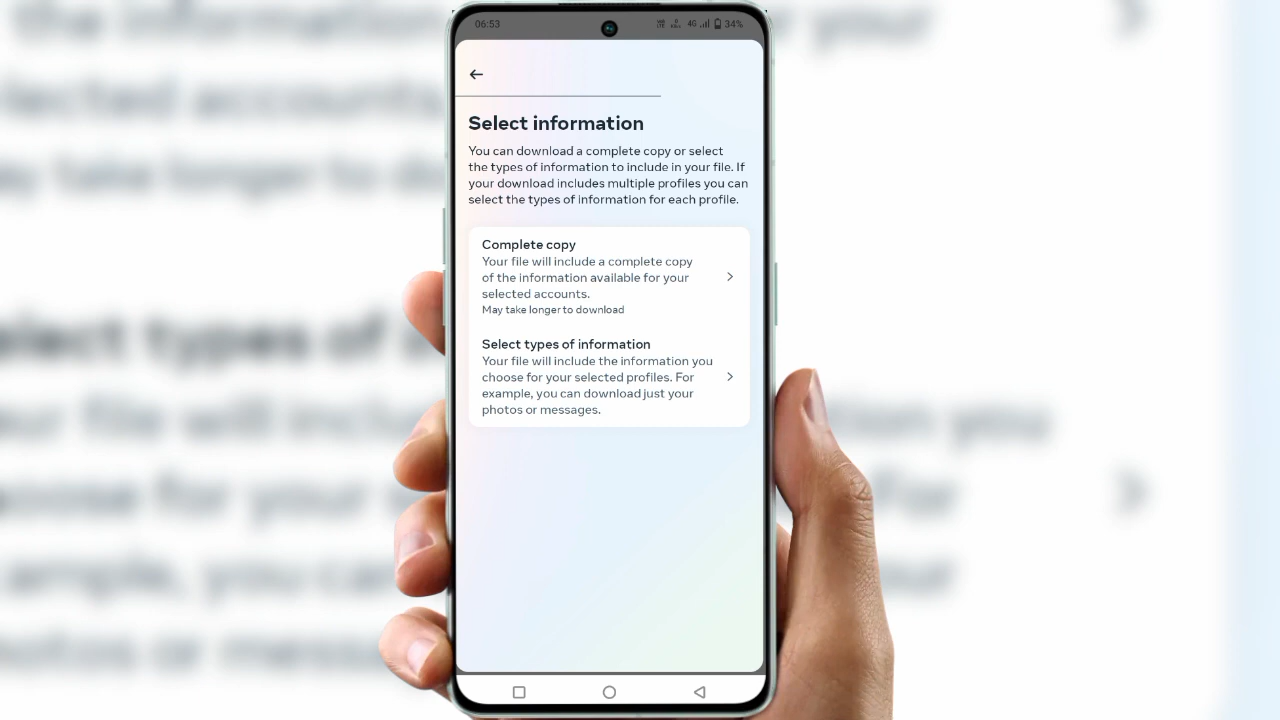 06:53
4G 34%
Select information
You can download a complete copy or select
the types of information to include in your file. If
your download includes multiple profiles you can
select the types of information for each profile.
Complete copy
Your file will include a complete copy
of the information available for your
selected accounts.
May take longer to download
Select types of information
Your file will include the information you
choose for your selected profiles. For
example, you can download just your
photos or messages.